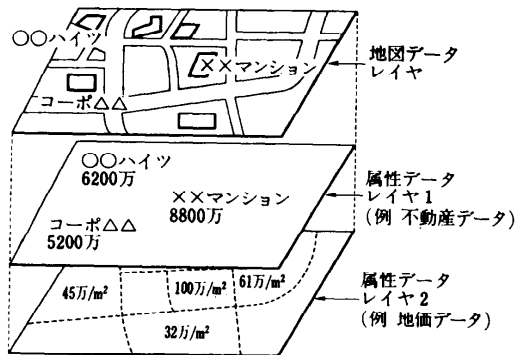 ○○ハイツ
××マンション
コーポ△△
地図データ
レイヤ
○○ハイツ
6200万
××マンション
8800万
コーポ△△
5200万
属性データ
レイヤ1
(例 不動産データ)
45万/m²
100万/m²
61万/m²
32万/m²
属性データ
レイヤ2
(例 地価データ)